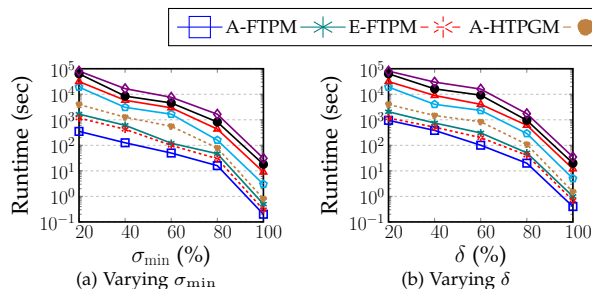 A-FTPM E-FTPM A-HTPGM
Runtime (sec)
10^5
10^4
10^3
10^2
10^1
10^0
10^−1
20 40 60 80 100
σ_min (%)
(a) Varying σ_min
Runtime (sec)
10^5
10^4
10^3
10^2
10^1
10^0
10^−1
20 40 60 80 100
δ (%)
(b) Varying δ